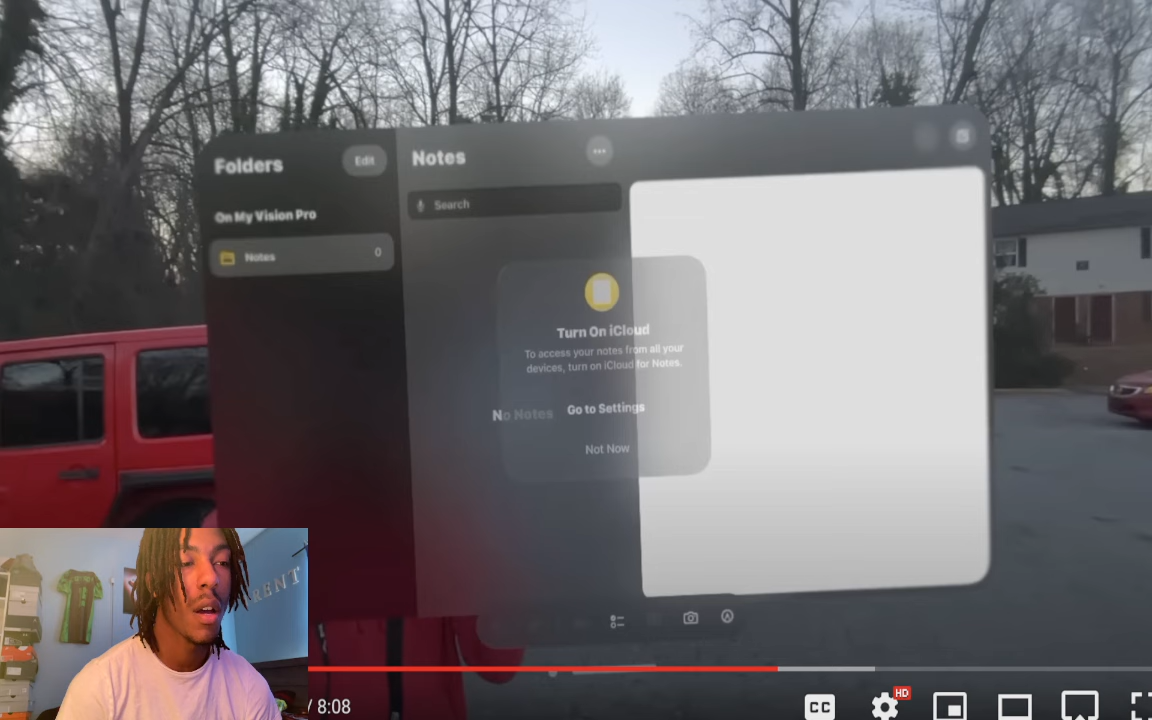 Folders
Edit
Notes
On My Vision Pro
Search
Notes
0
Turn On iCloud
To access your notes from all your
devices, turn on iCloud for Notes.
No Notes
Go to Settings
Not Now
RENT
/ 8:08
CC
HD